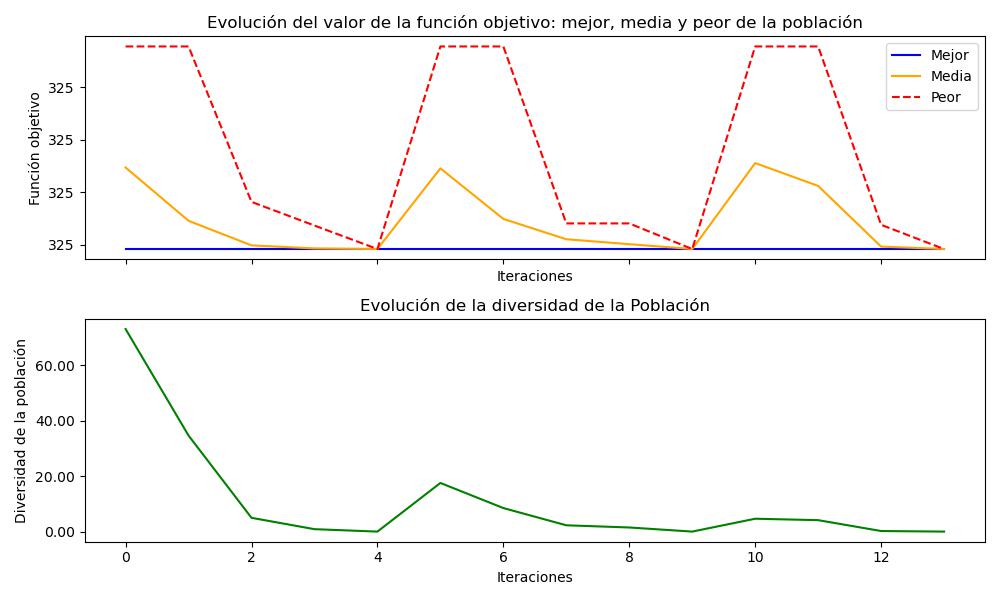 Evolución del valor de la función objetivo: mejor, media y peor de la población
Función objetivo
325
325
325
325
Mejor
Media
Peor
Iteraciones
Evolución de la diversidad de la Población
Diversidad de la población
60.00
40.00
20.00
0.00
0 2 4 6 8 10 12
Iteraciones